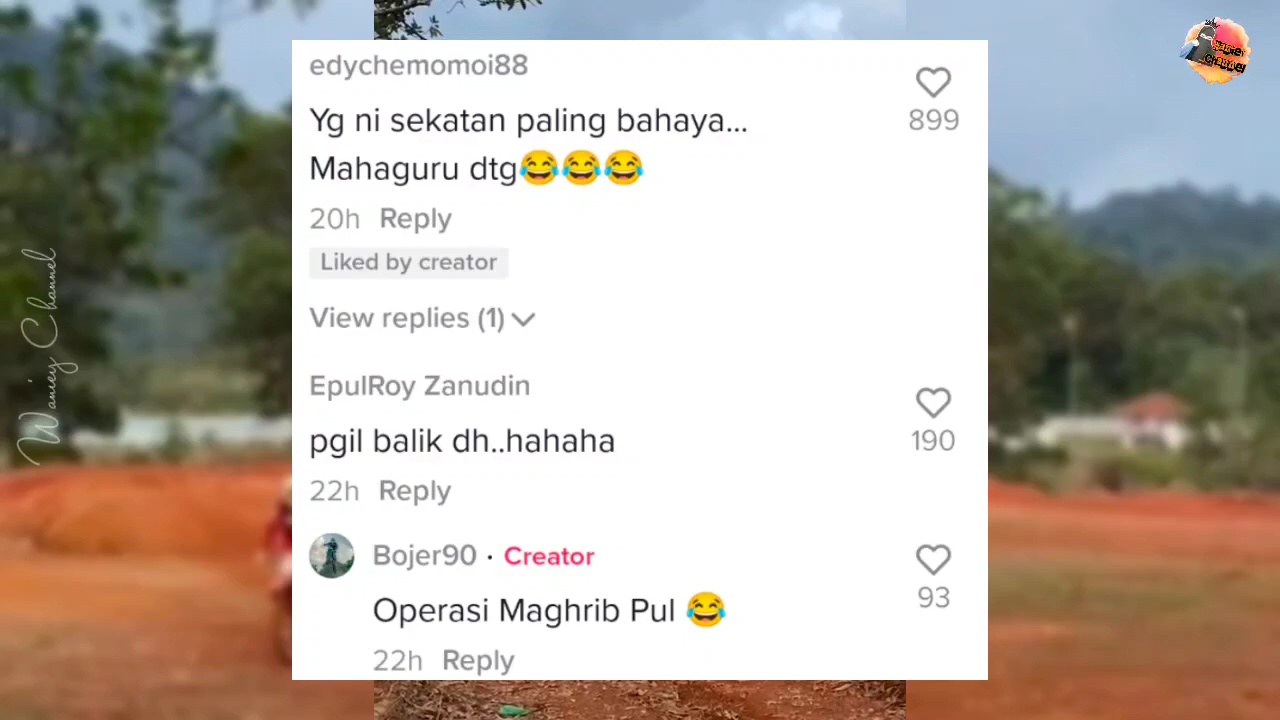 edychemomoi88
899
Yg ni sekatan paling bahaya...
Mahaguru dtg😂😂😂
20h Reply
Liked by creator
View replies (1)
EpulRoy Zanudin
190
pgil balik dh..hahaha
22h Reply
Bojer90 · Creator
93
Operasi Maghrib Pul 😂
22h Reply
Waniey Channel